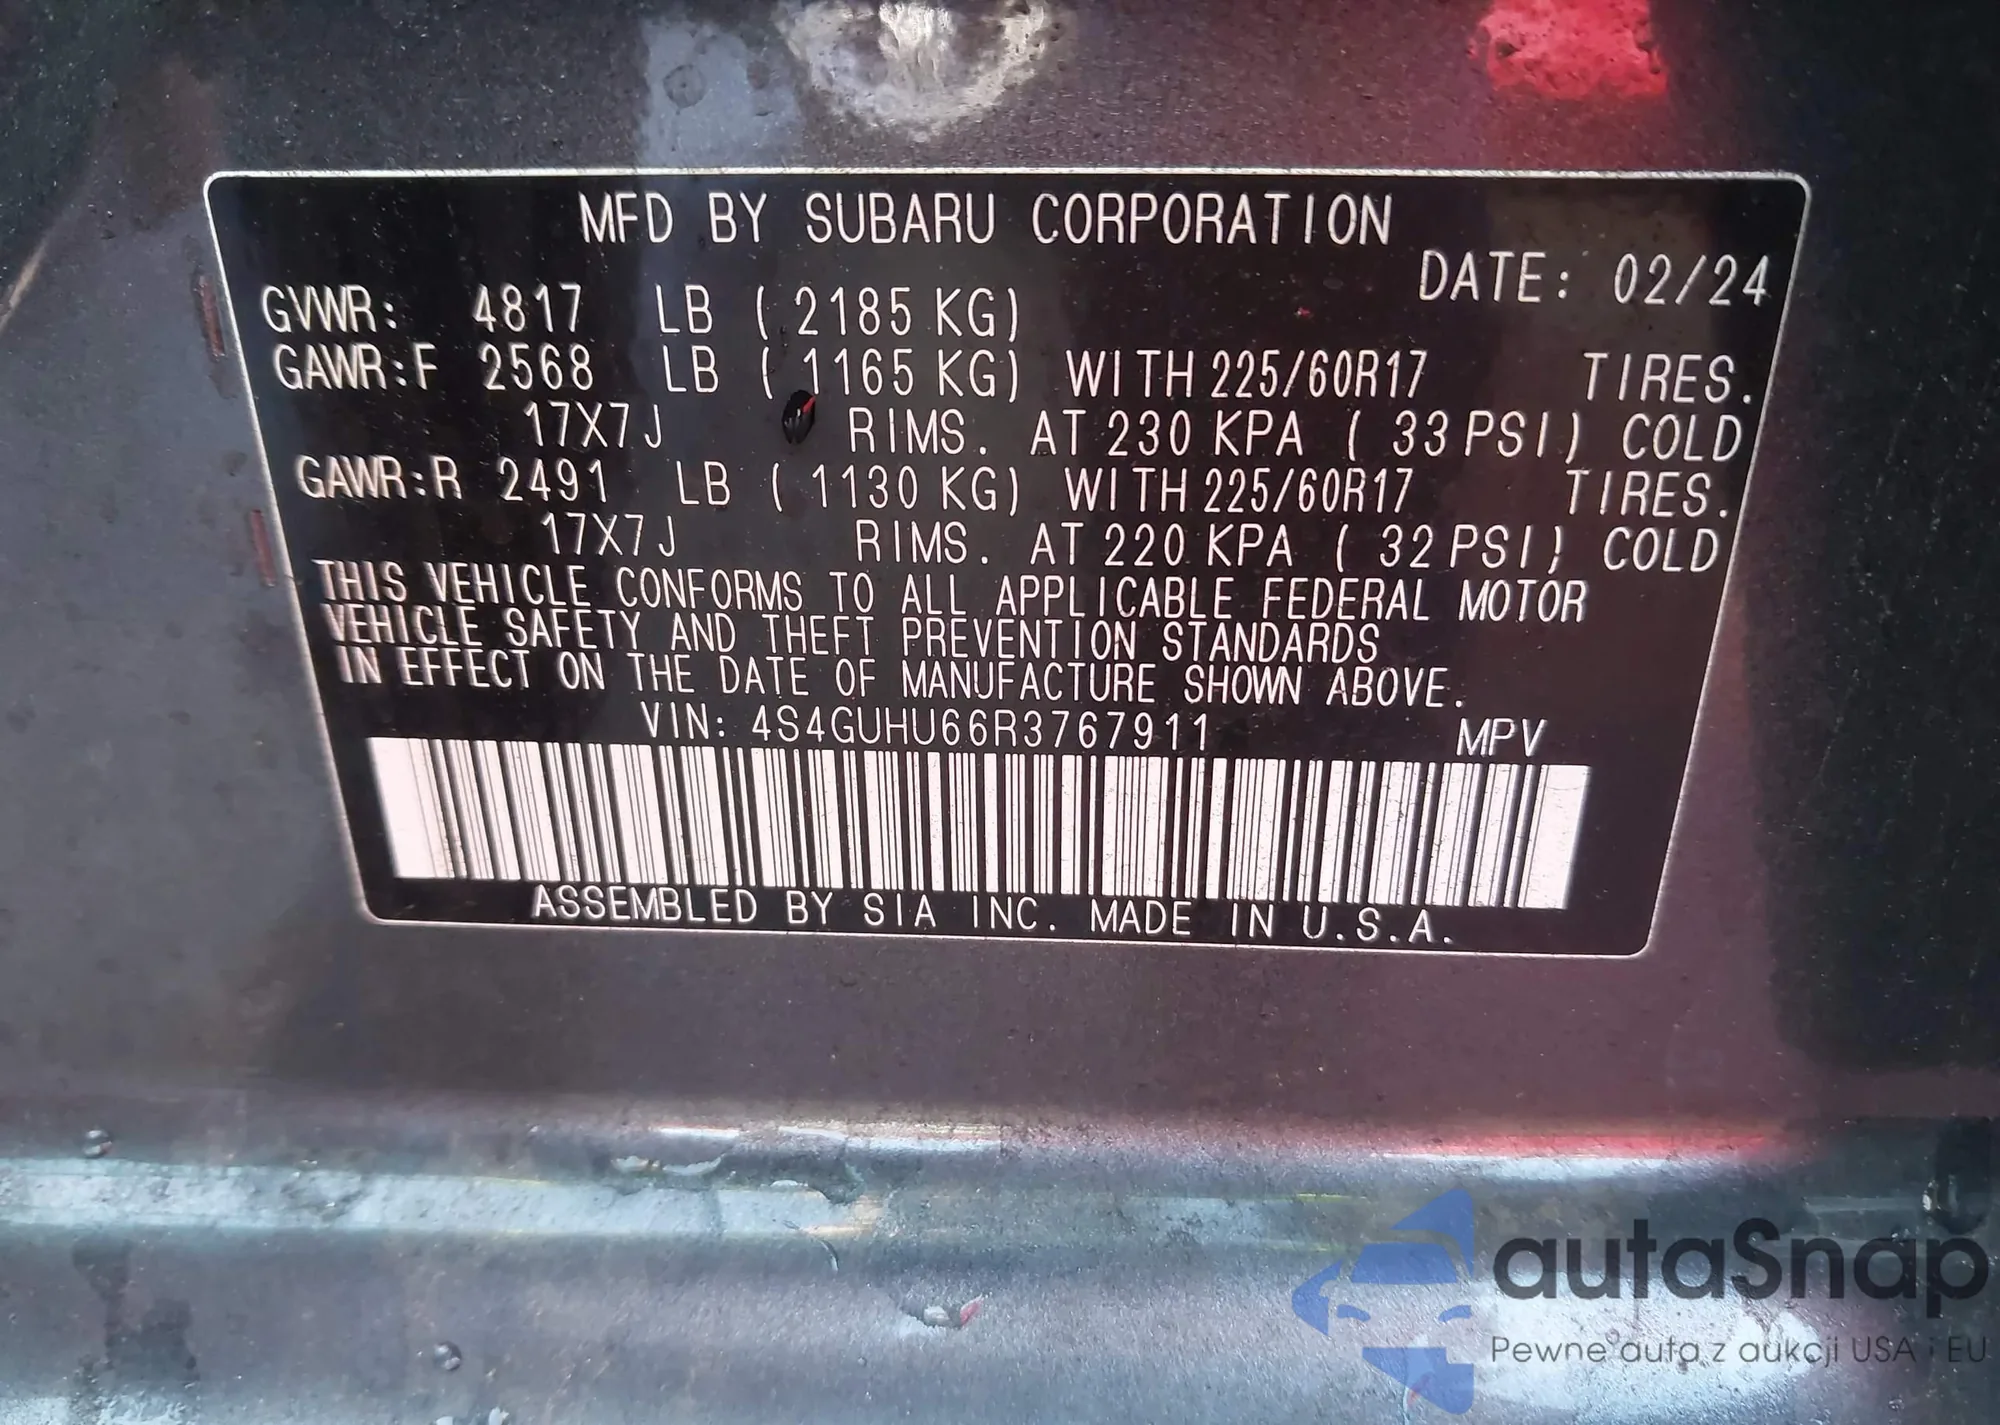 MFD BY SUBARU CORPORATION
DATE: 02/24
GVWR: 4817 LB ( 2185 KG)
GAWR:F 2568 LB ( 1165 KG) WITH 225/60R17 TIRES.
17X7J RIMS. AT 230 KPA ( 33 PSI) COLD
GAWR:R 2491 LB ( 1130 KG) WITH 225/60R17 TIRES.
17X7J RIMS. AT 220 KPA ( 32 PSI) COLD
THIS VEHICLE CONFORMS TO ALL APPLICABLE FEDERAL MOTOR
VEHICLE SAFETY AND THEFT PREVENTION STANDARDS
IN EFFECT ON THE DATE OF MANUFACTURE SHOWN ABOVE.
VIN: 4S4GUHU66R3767911 MPV
ASSEMBLED BY SIA INC. MADE IN U.S.A.
autaSnap
Pewne auta z aukcji USA i EU